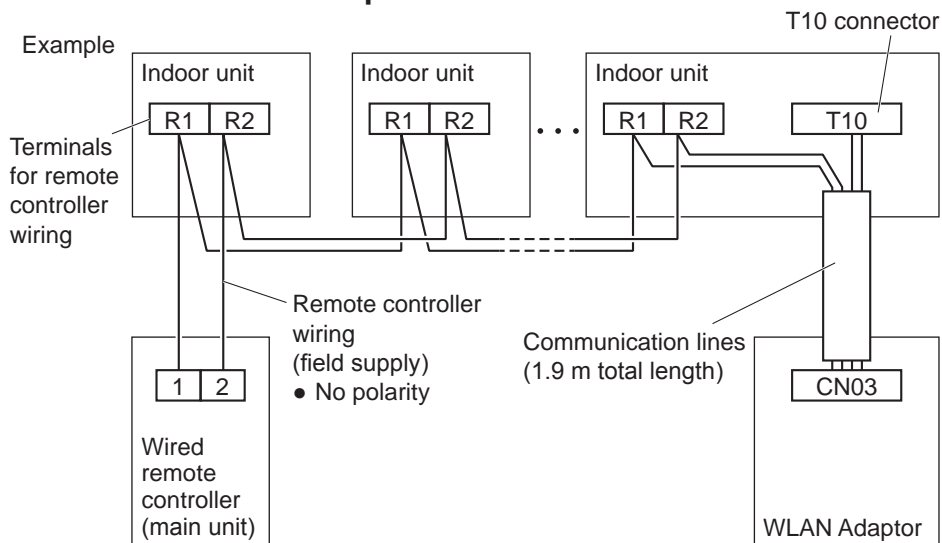 T10 connector
Example
Indoor unit
Indoor unit
Indoor unit
R1 R2
R1 R2
• • •
R1 R2
T10
Terminals
for remote
controller
wiring
Remote controller
wiring
(field supply)
● No polarity
Communication lines
(1.9 m total length)
1 2
CN03
Wired
remote
controller
(main unit)
WLAN Adaptor